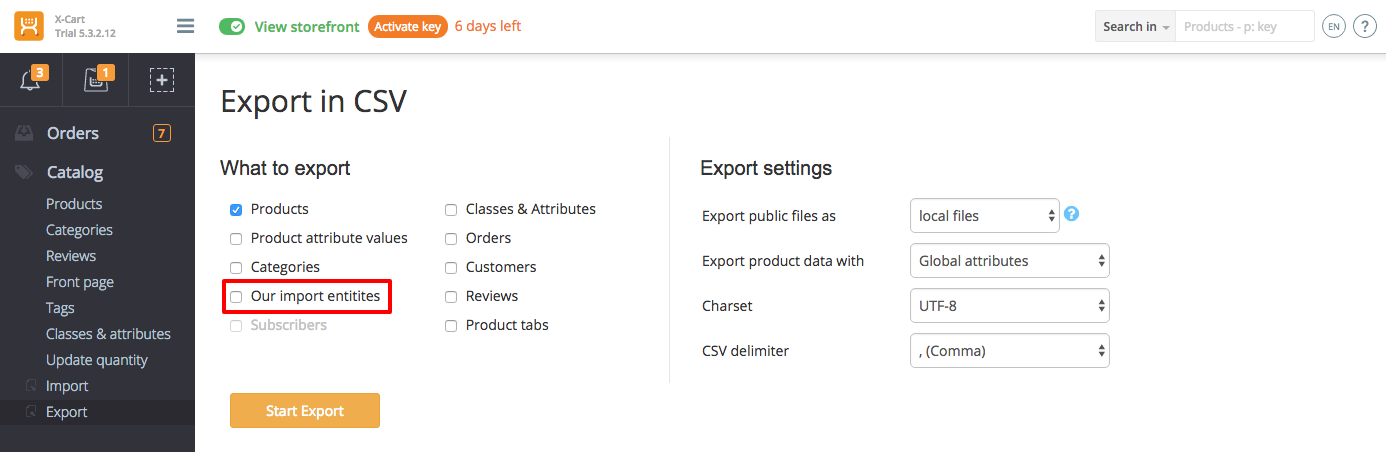 X-Cart
Trial 5.3.2.12
View storefront Activate key 6 days left
Search in Products - p: key EN ?
3 1
Orders 7
Catalog
Products
Categories
Reviews
Front page
Tags
Classes & attributes
Update quantity
Import
Export
Export in CSV
What to export
Products Classes & Attributes
Product attribute values Orders
Categories Customers
Our import entitites Reviews
Subscribers Product tabs
Start Export
Export settings
Export public files as local files ?
Export product data with Global attributes
Charset UTF-8
CSV delimiter , (Comma)